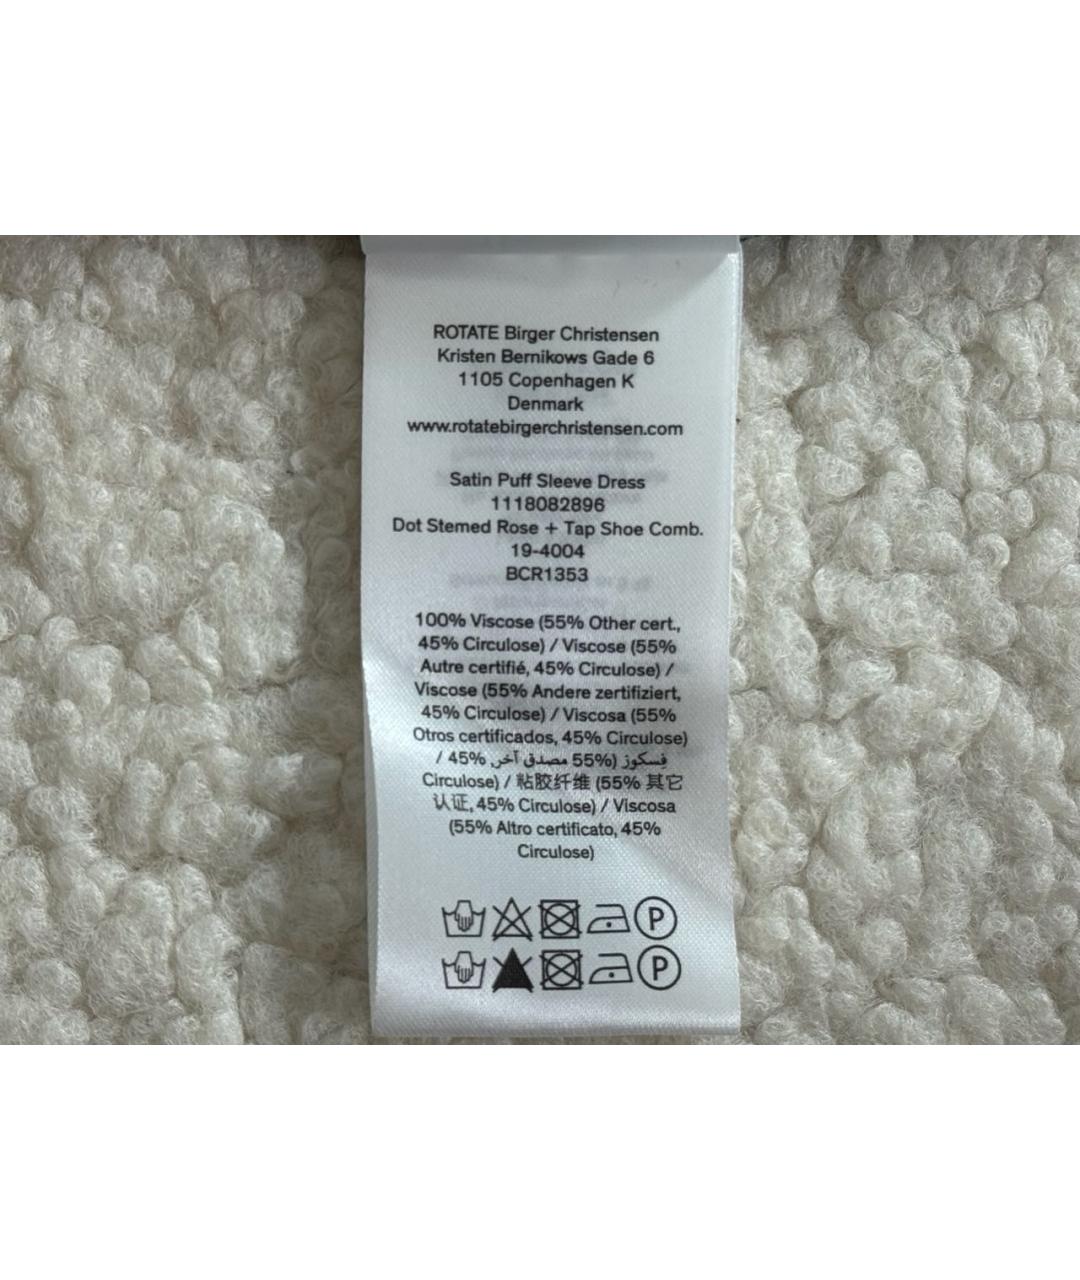 ROTATE Birger Christensen
Kristen Bernikows Gade 6
1105 Copenhagen K
Denmark
www.rotatebirgerchristensen.com
Satin Puff Sleeve Dress
1118082896
Dot Stemed Rose + Tap Shoe Comb.
19-4004
BCR1353
100% Viscose (55% Other cert.,
45% Circulose) / Viscose (55%
Autre certifié, 45% Circulose) /
Viscose (55% Andere zertifiziert,
45% Circulose) / Viscosa (55%
Otros certificados, 45% Circulose)
/ فِسكوز (55% مصدق آخر, 45%
Circulose) / 粘胶纤维 (55% 其它
认证, 45% Circulose) / Viscosa
(55% Altro certificato, 45%
Circulose)
P
P